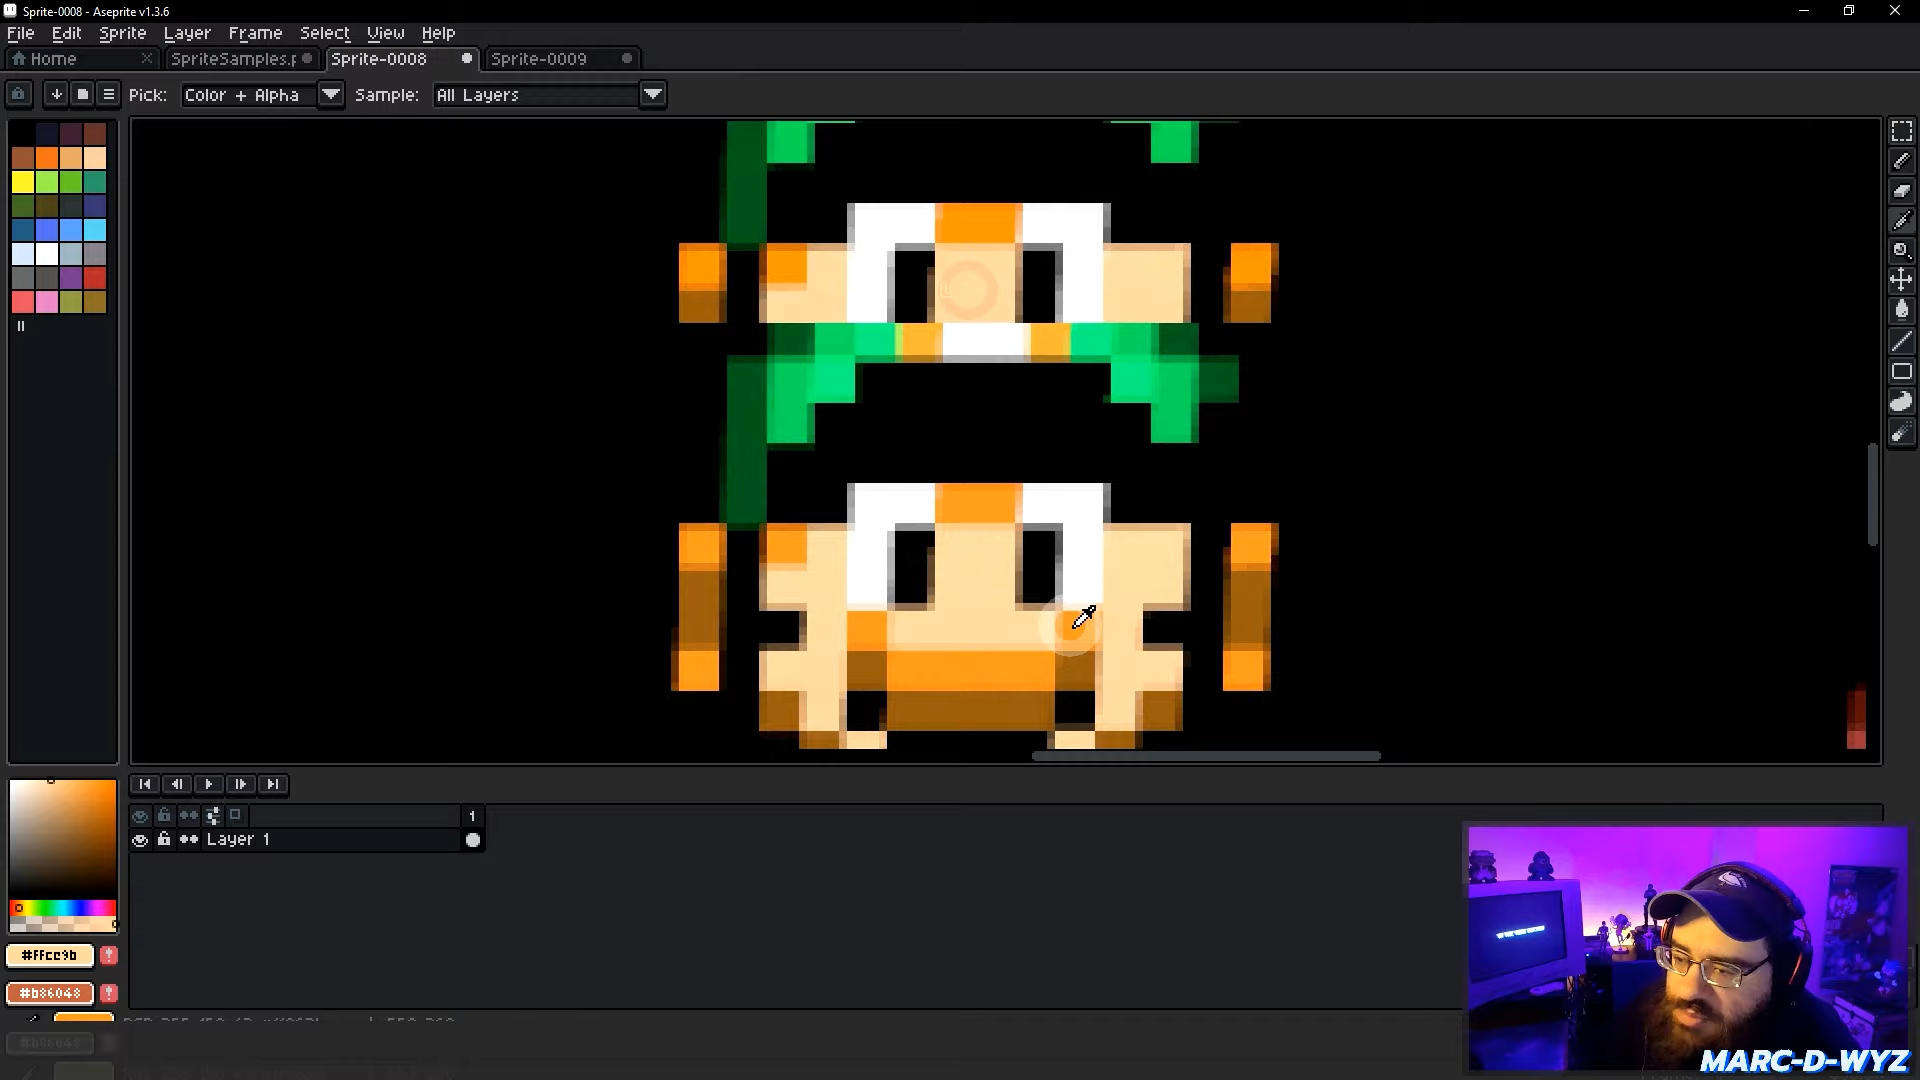 Sprite-0008 - Aseprite v1.3.6
File Edit Sprite Layer Frame Select View Help
Home SpriteSamples.p Sprite-0008 Sprite-0009
Pick: Color + Alpha Sample: All Layers
1
Layer 1
#ffce9b
#b86048
#b86048
MARC-D-WYZ